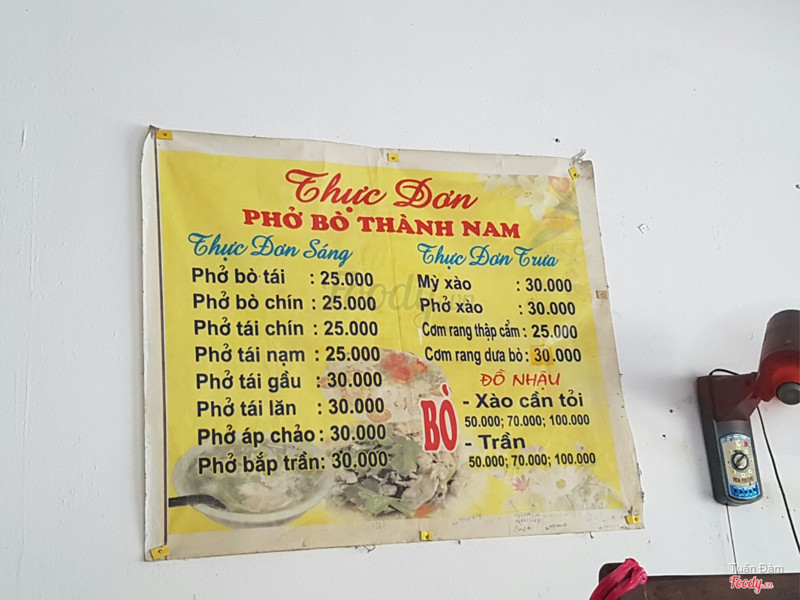 Thực Đơn
PHỞ BÒ THÀNH NAM
Thực Đơn Sáng
Phở bò tái : 25.000
Phở bò chín : 25.000
Phở tái chín : 25.000
Phở tái nạm : 25.000
Phở tái gầu : 30.000
Phở tái lăn : 30.000
Phở áp chảo : 30.000
Phở bắp trần: 30.000
Thực Đơn Trưa
Mỳ xào : 30.000
Phở xào : 30.000
Cơm rang thập cẩm : 25.000
Cơm rang dưa bò : 30.000
ĐỒ NHẬU
BÒ
- Xào cần tỏi
50.000; 70.000; 100.000
- Trần
50.000; 70.000; 100.000
Foody.vn
Tuấn Đàm
Foody.vn